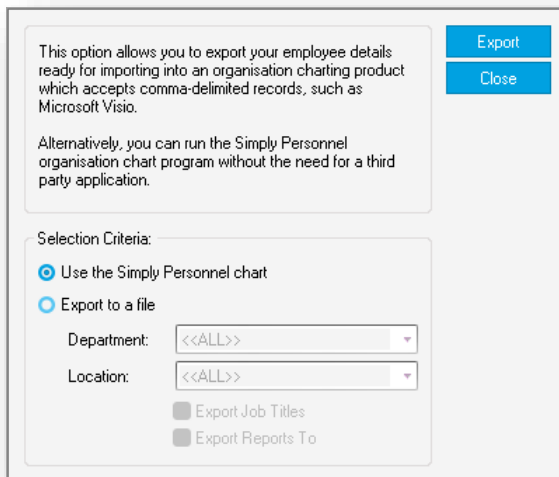 This option allows you to export your employee details
ready for importing into an organisation charting product
which accepts comma-delimited records, such as
Microsoft Visio.
Alternatively, you can run the Simply Personnel
organisation chart program without the need for a third
party application.
Export
Close
Selection Criteria:
Use the Simply Personnel chart
Export to a file
Department: <<ALL>>
Location: <<ALL>>
Export Job Titles
Export Reports To